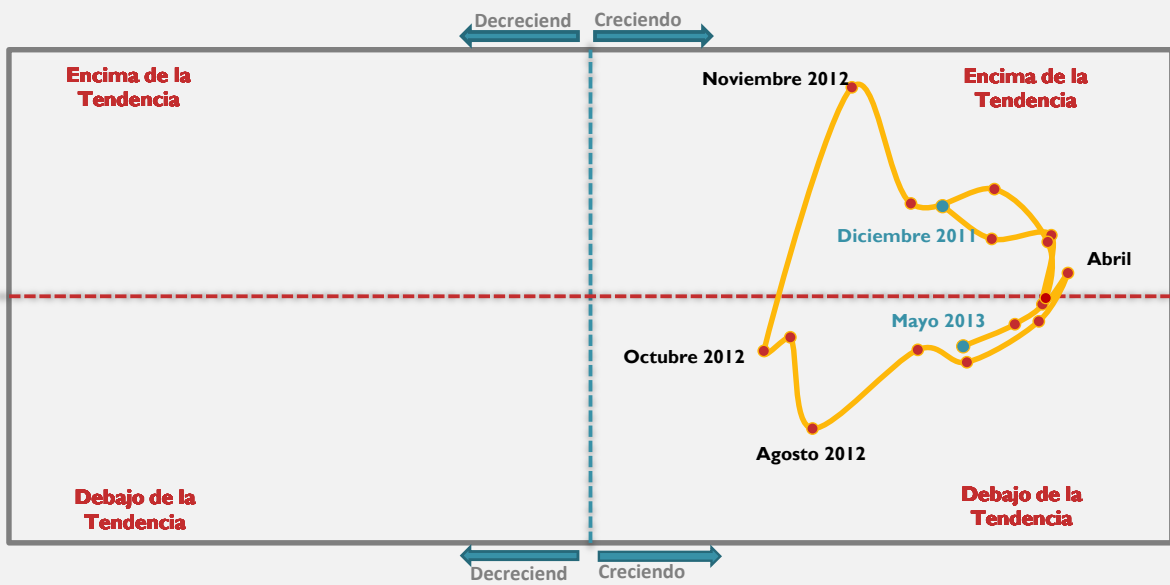 Decreciend
Creciendo
Encima de la
Tendencia
Noviembre 2012
Encima de la
Tendencia
Diciembre 2011
Abril
Mayo 2013
Octubre 2012
Agosto 2012
Debajo de la
Tendencia
Debajo de la
Tendencia
Decreciend
Creciendo